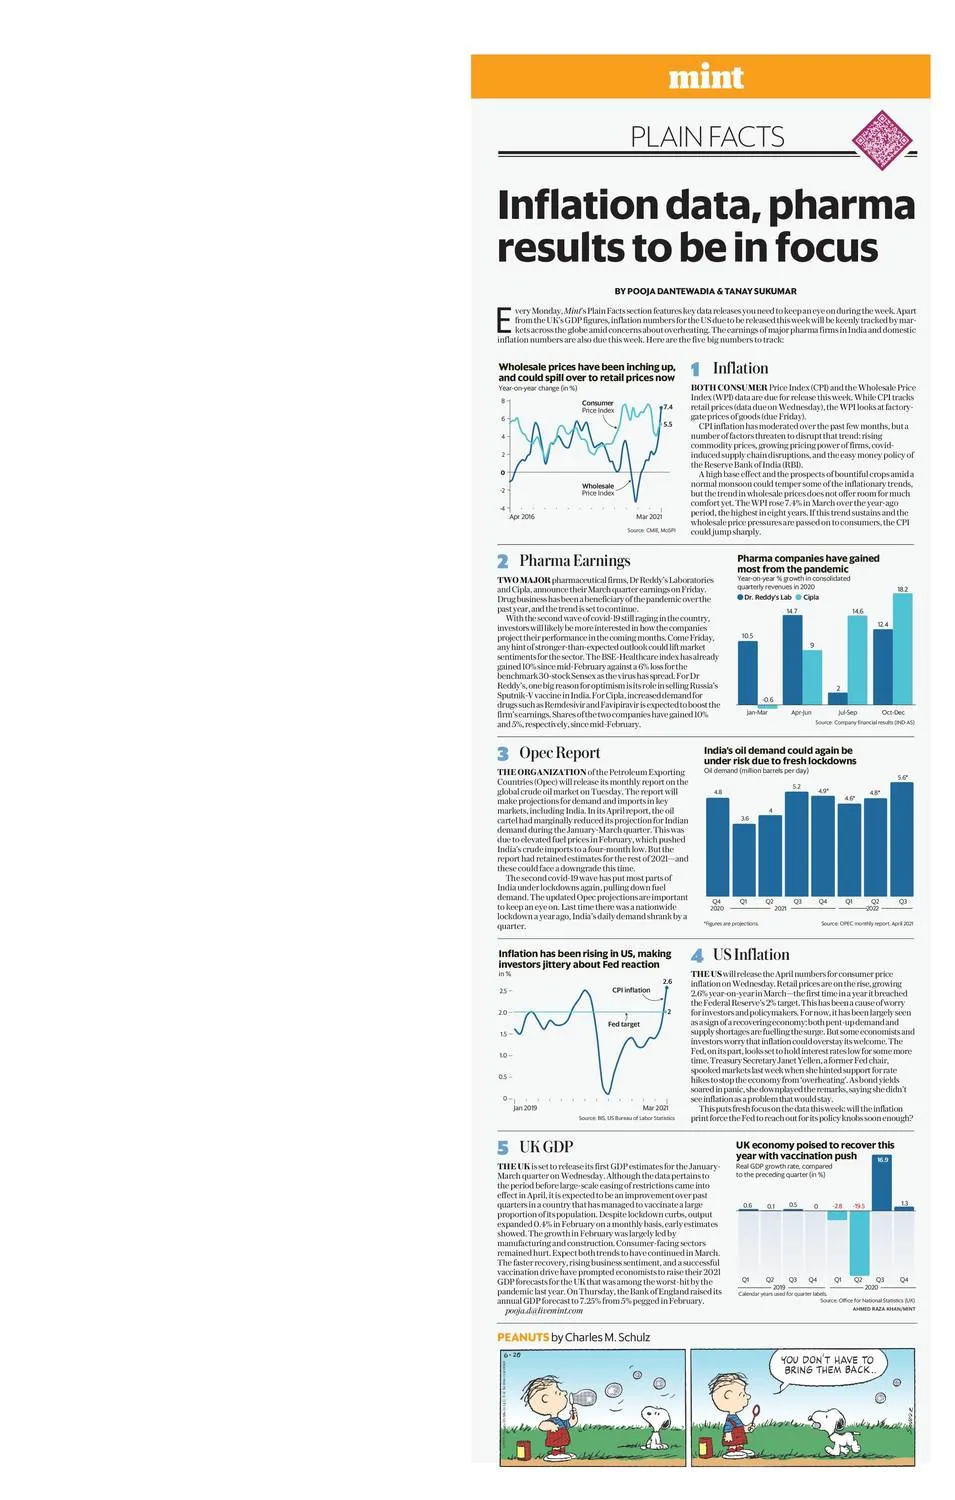 mint
PLAIN FACTS
Inflation data, pharma
results to be in focus
BY POOJA DANTEWADIA & TANAY SUKUMAR
Every Monday, Mint's Plain Facts section features key data releases you need to keep an eye on during the week. Apart
from the UK's GDP figures, inflation numbers for the US due to be released this week will be keenly tracked by mar-
kets across the globe amid concerns about overheating. The earnings of major pharma firms in India and domestic
inflation numbers are also due this week. Here are the five big numbers to track:
Wholesale prices have been inching up,
and could spill over to retail prices now
Year-on-year change (in %)
8
6
4
2
0
-2
-4
Consumer
Price Index
7.4
5.5
Wholesale
Price Index
Apr 2016
Mar 2021
Source: CMIE, MoSPI
1 Inflation
BOTH CONSUMER Price Index (CPI) and the Wholesale Price
Index (WPI) data are due for release this week. While CPI tracks
retail prices (data due on Wednesday), the WPI looks at factory-
gate prices of goods (due Friday).
CPI inflation has moderated over the past few months, but a
number of factors threaten to disrupt that trend: rising
commodity prices, growing pricing power of firms, covid-
induced supply chain disruptions, and the easy money policy of
the Reserve Bank of India (RBI).
A high base effect and the prospects of bountiful crops amid a
normal monsoon could temper some of the inflationary trends,
but the trend in wholesale prices does not offer room for much
comfort yet. The WPI rose 7.4% in March over the year-ago
period, the highest in eight years. If this trend sustains and the
wholesale price pressures are passed on to consumers, the CPI
could jump sharply.
2 Pharma Earnings
TWO MAJOR pharmaceutical firms, Dr Reddy's Laboratories
and Cipla, announce their March quarter earnings on Friday.
Drug business has been a beneficiary of the pandemic over the
past year, and the trend is set to continue.
With the second wave of covid-19 still raging in the country,
investors will likely be more interested in how the companies
project their performance in the coming months. Come Friday,
any hint of stronger-than-expected outlook could lift market
sentiments for the sector. The BSE-Healthcare index has already
gained 10% since mid-February against a 6% loss for the
benchmark 30-stock Sensex as the virus has spread. For Dr
Reddy's, one big reason for optimism is its role in selling Russia's
Sputnik-V vaccine in India. For Cipla, increased demand for
drugs such as Remdesivir and Favipiravir is expected to boost the
firm's earnings. Shares of the two companies have gained 10%
and 5%, respectively, since mid-February.
Pharma companies have gained
most from the pandemic
Year-on-year % growth in consolidated
quarterly revenues in 2020
Dr. Reddy's Lab Cipla
10.5
-0.6
14.7
9
2
14.6
12.4
18.2
Jan-Mar
Apr-Jun
Jul-Sep
Oct-Dec
Source: Company financial results (IND-AS)
3 Opec Report
THE ORGANIZATION of the Petroleum Exporting
Countries (Opec) will release its monthly report on the
global crude oil market on Tuesday. The report will
make projections for demand and imports in key
markets, including India. In its April report, the oil
cartel had marginally reduced its projection for Indian
demand during the January-March quarter. This was
due to elevated fuel prices in February, which pushed
India's crude imports to a four-month low. But the
report had retained estimates for the rest of 2021—and
these could face a downgrade this time.
The second covid-19 wave has put most parts of
India under lockdowns again, pulling down fuel
demand. The updated Opec projections are important
to keep an eye on. Last time there was a nationwide
lockdown a year ago, India's daily demand shrank by a
quarter.
India's oil demand could again be
under risk due to fresh lockdowns
Oil demand (million barrels per day)
4.8
3.6
4
5.2
4.9*
4.6*
4.8*
5.6*
Q4
Q1
Q2
Q3
Q4
Q1
Q2
Q3
2020
2021
2022
*Figures are projections.
Source: OPEC monthly report, April 2021
Inflation has been rising in US, making
investors jittery about Fed reaction
in %
2.5
2.0
1.5
1.0
0.5
0
CPI inflation
2.6
2
Fed target
Jan 2019
Mar 2021
Source: BIS, US Bureau of Labor Statistics
4 US Inflation
THE US will release the April numbers for consumer price
inflation on Wednesday. Retail prices are on the rise, growing
2.6% year-on-year in March—the first time in a year it breached
the Federal Reserve's 2% target. This has been a cause of worry
for investors and policymakers. For now, it has been largely seen
as a sign of a recovering economy: both pent-up demand and
supply shortages are fuelling the surge. But some economists and
investors worry that inflation could overstay its welcome. The
Fed, on its part, looks set to hold interest rates low for some more
time. Treasury Secretary Janet Yellen, a former Fed chair,
spooked markets last week when she hinted support for rate
hikes to stop the economy from 'overheating'. As bond yields
soared in panic, she downplayed the remarks, saying she didn't
see inflation as a problem that would stay.
This puts fresh focus on the data this week: will the inflation
print force the Fed to reach out for its policy knobs soon enough?
5 UK GDP
THE UK is set to release its first GDP estimates for the January-
March quarter on Wednesday. Although the data pertains to
the period before large-scale easing of restrictions came into
effect in April, it is expected to be an improvement over past
quarters in a country that has managed to vaccinate a large
proportion of its population. Despite lockdown curbs, output
expanded 0.4% in February on a monthly basis, early estimates
showed. The growth in February was largely led by
manufacturing and construction. Consumer-facing sectors
remained hurt. Expect both trends to have continued in March.
The faster recovery, rising business sentiment, and a successful
vaccination drive have prompted economists to raise their 2021
GDP forecasts for the UK that was among the worst-hit by the
pandemic last year. On Thursday, the Bank of England raised its
annual GDP forecast to 7.25% from 5% pegged in February.
pooja.d@livemint.com
UK economy poised to recover this
year with vaccination push
Real GDP growth rate, compared
to the preceding quarter (in %)
0.6
0.1
0.5
0
-2.8
-19.5
16.9
1.3
Q1
Q2
Q3
Q4
Q1
Q2
Q3
Q4
2019
2020
Calendar years used for quarter labels.
Source: Office for National Statistics (UK)
AHMED RAZA KHAN/MINT
PEANUTS by Charles M. Schulz
6-28
YOU DON'T HAVE TO
BRING THEM BACK..